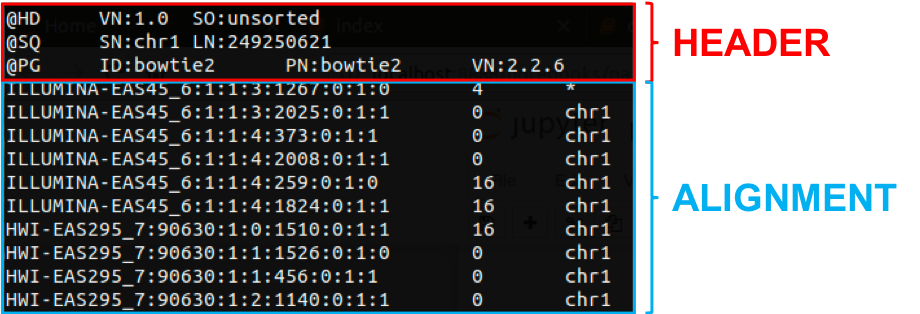 @HD VN:1.0 SO:unsorted
@SQ SN:chr1 LN:249250621
@PG ID:bowtie2 PN:bowtie2 VN:2.2.6
HEADER
ILLUMINA-EAS45_6:1:1:3:1267:0:1:0 4 *
ILLUMINA-EAS45_6:1:1:3:2025:0:1:1 0 chr1
ILLUMINA-EAS45_6:1:1:4:373:0:1:1 0 chr1
ILLUMINA-EAS45_6:1:1:4:2008:0:1:1 0 chr1
ILLUMINA-EAS45_6:1:1:4:259:0:1:0 16 chr1
ILLUMINA-EAS45_6:1:1:4:1824:0:1:1 16 chr1
HWI-EAS295_7:90630:1:0:1510:0:1:1 16 chr1
HWI-EAS295_7:90630:1:1:1526:0:1:0 0 chr1
HWI-EAS295_7:90630:1:1:456:0:1:1 0 chr1
HWI-EAS295_7:90630:1:2:1140:0:1:1 0 chr1
ALIGNMENT